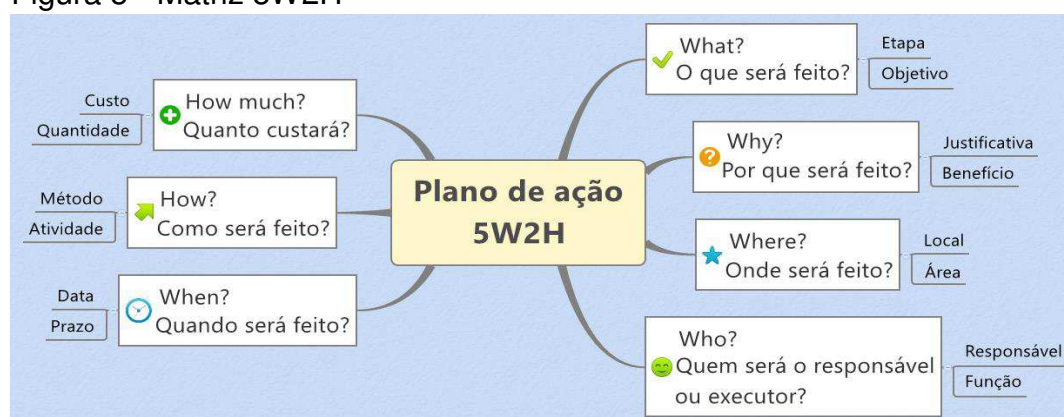 Figura 3 - Matriz 5W2H
Plano de ação
5W2H
What?
O que será feito?
Etapa
Objetivo
Why?
Por que será feito?
Justificativa
Benefício
Where?
Onde será feito?
Local
Área
Who?
Quem será o responsável
ou executor?
Responsável
Função
When?
Quando será feito?
Data
Prazo
How?
Como será feito?
Método
Atividade
How much?
Quanto custará?
Custo
Quantidade